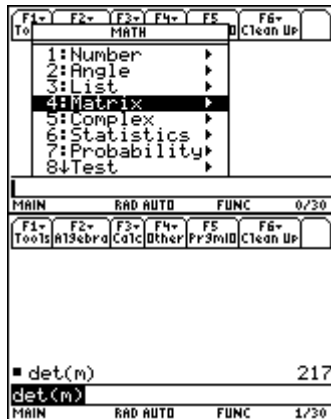 F1 F2 F3 F4 F5 F6
To MATH Clean Up
1:Number
2:Angle
3:List
4:Matrix
5:Complex
6:Statistics
7:Probability
8↓Test
MAIN RAD AUTO FUNC 0/30
F1 F2 F3 F4 F5 F6
Tools Algebra Calc Other PrgmIO Clean Up
det(m) 217
det(m)
MAIN RAD AUTO FUNC 1/30